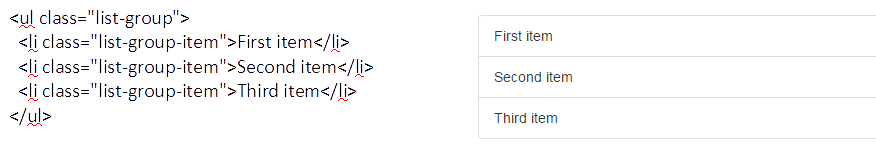 <ul class="list-group">
<li class="list-group-item">First item</li>
<li class="list-group-item">Second item</li>
<li class="list-group-item">Third item</li>
</ul>
First item
Second item
Third item